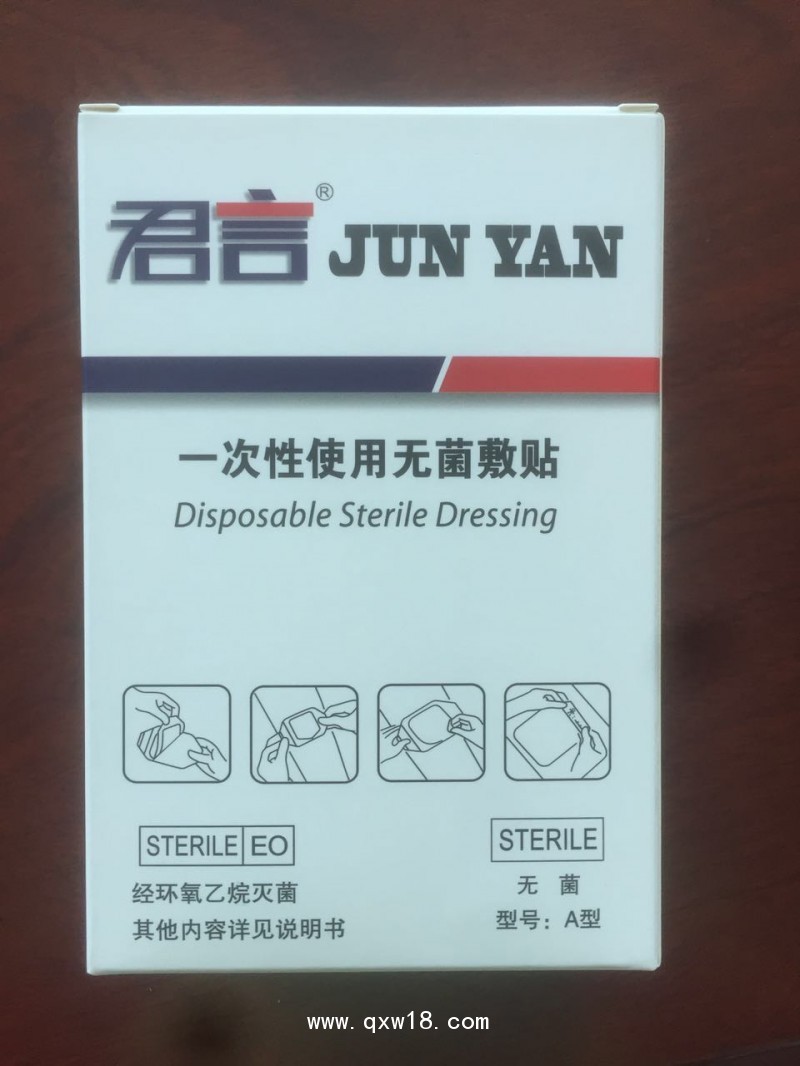 君言® JUN YAN
一次性使用无菌敷贴
Disposable Sterile Dressing
STERILE EO
经环氧乙烷灭菌
其他内容详见说明书
STERILE
无 菌
型号：A型
www.qxw18.com